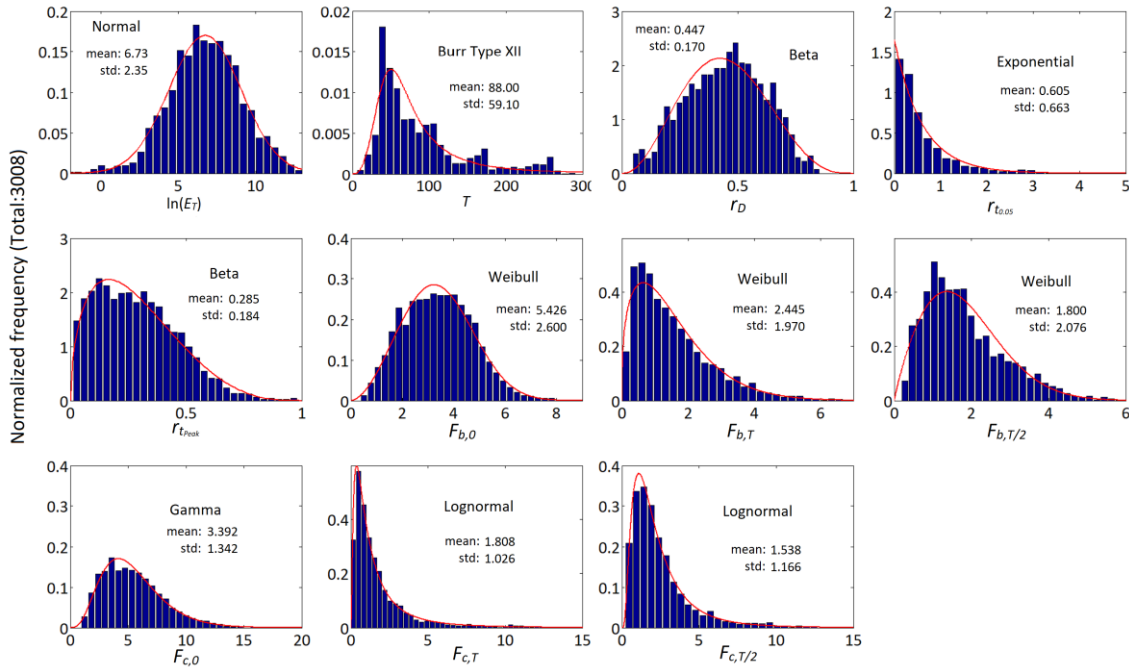 Normalized frequency (Total:3008)
0.2
0.15
0.1
0.05
0
Normal
mean: 6.73
std: 2.35
0 5 10
ln(E_T)
0.02
0.015
0.01
0.005
0
Burr Type XII
mean: 88.00
std: 59.10
0 100 200 300
T
3
2
1
0
mean: 0.447
std: 0.170
Beta
0 0.5 1
r_D
2
1.5
1
0.5
0
Exponential
mean: 0.605
std: 0.663
0 1 2 3 4 5
r_t0.05
3
2
1
0
Beta
mean: 0.285
std: 0.184
0 0.5 1
r_tPeak
0.4
0.3
0.2
0.1
0
Weibull
mean: 5.426
std: 2.600
2 4 6 8
F_b,0
0.4
0.2
0
Weibull
mean: 2.445
std: 1.970
0 2 4 6
F_b,T
0.4
0.2
0
Weibull
mean: 1.800
std: 2.076
0 2 4 6
F_b,T/2
0.4
0.3
0.2
0.1
0
Gamma
mean: 3.392
std: 1.342
0 5 10 15 20
F_c,0
0.4
0.2
0
Lognormal
mean: 1.808
std: 1.026
0 5 10 15
F_c,T
0.4
0.3
0.2
0.1
0
Lognormal
mean: 1.538
std: 1.166
0 5 10 15
F_c,T/2